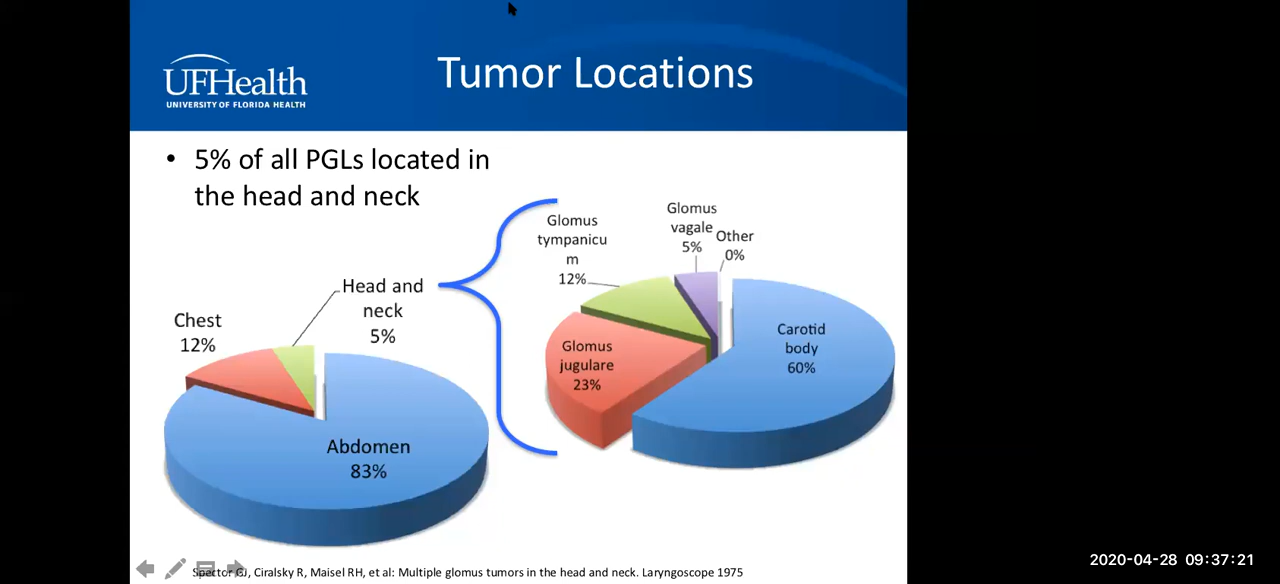 UFHealth
UNIVERSITY OF FLORIDA HEALTH
Tumor Locations
• 5% of all PGLs located in
the head and neck
Head and
neck
5%
Chest
12%
Abdomen
83%
Glomus
tympanicu
m
12%
Glomus
vagale
5%
Other
0%
Glomus
jugulare
23%
Carotid
body
60%
Spector GJ, Ciralsky R, Maisel RH, et al: Multiple glomus tumors in the head and neck. Laryngoscope 1975
2020-04-28 09:37:21